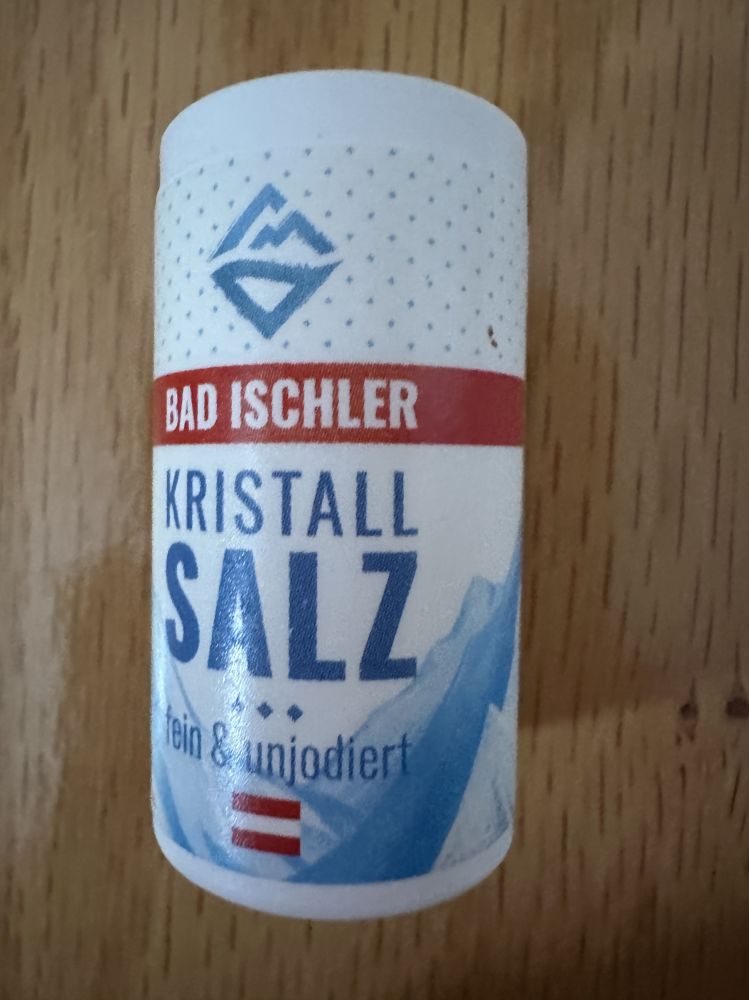 BAD ISCHLER
KRISTALL
SALZ
fein & unjodiert